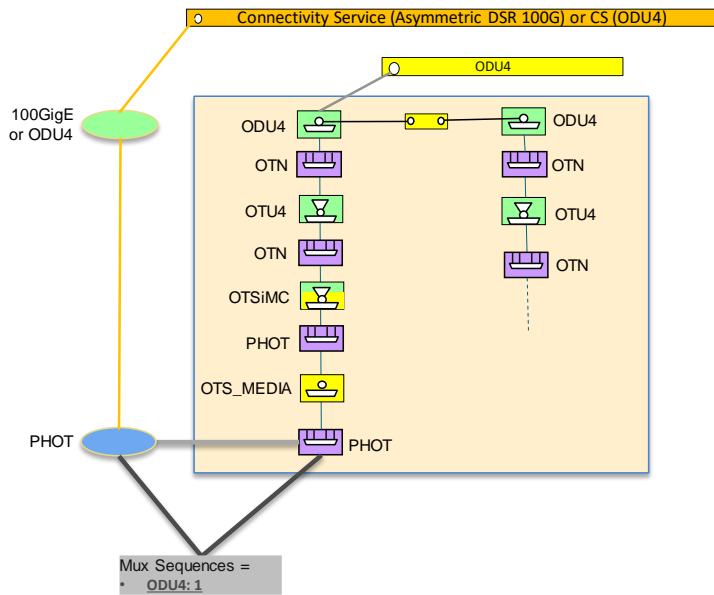 Connectivity Service (Asymmetric DSR 100G) or CS (ODU4)
ODU4
100GigE
or ODU4
ODU4
ODU4
OTN
OTN
OTU4
OTU4
OTN
OTN
OTSiMC
PHOT
OTS_MEDIA
PHOT
PHOT
Mux Sequences =
• ODU4: 1